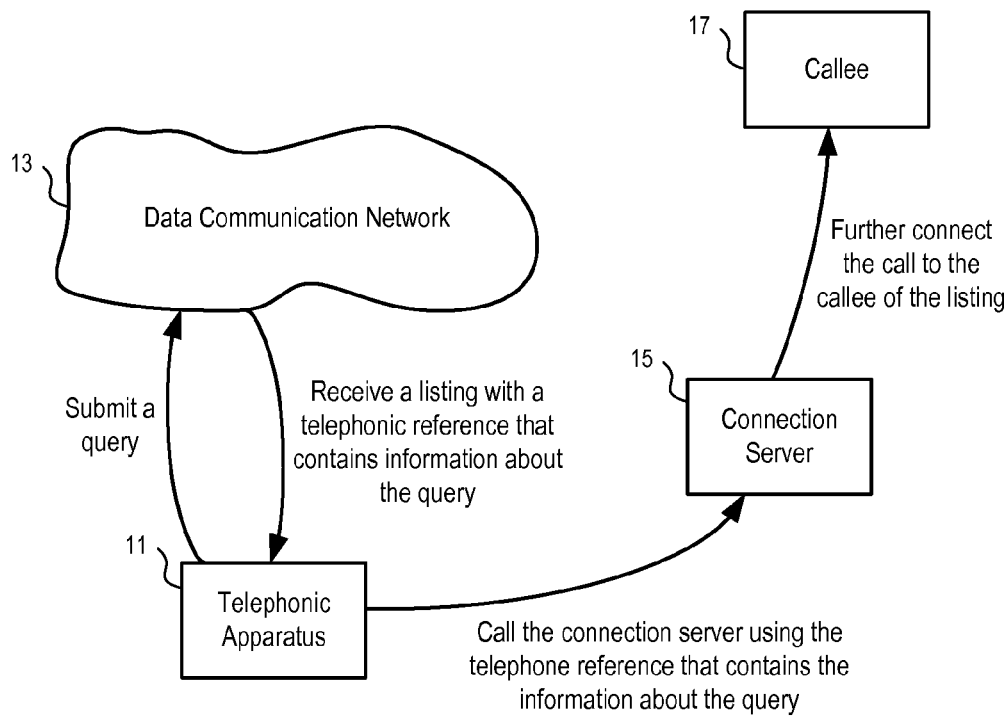 17
Callee
13
Data Communication Network
Further connect
the call to the
callee of the listing
15
Connection
Server
Submit a
query
Receive a listing with a
telephonic reference that
contains information about
the query
11
Telephonic
Apparatus
Call the connection server using the
telephone reference that contains the
information about the query